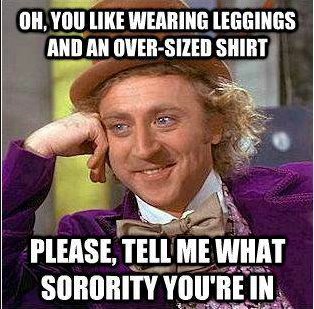 OH, YOU LIKE WEARING LEGGINGS
AND AN OVER-SIZED SHIRT
PLEASE, TELL ME WHAT
SORORITY YOU'RE IN